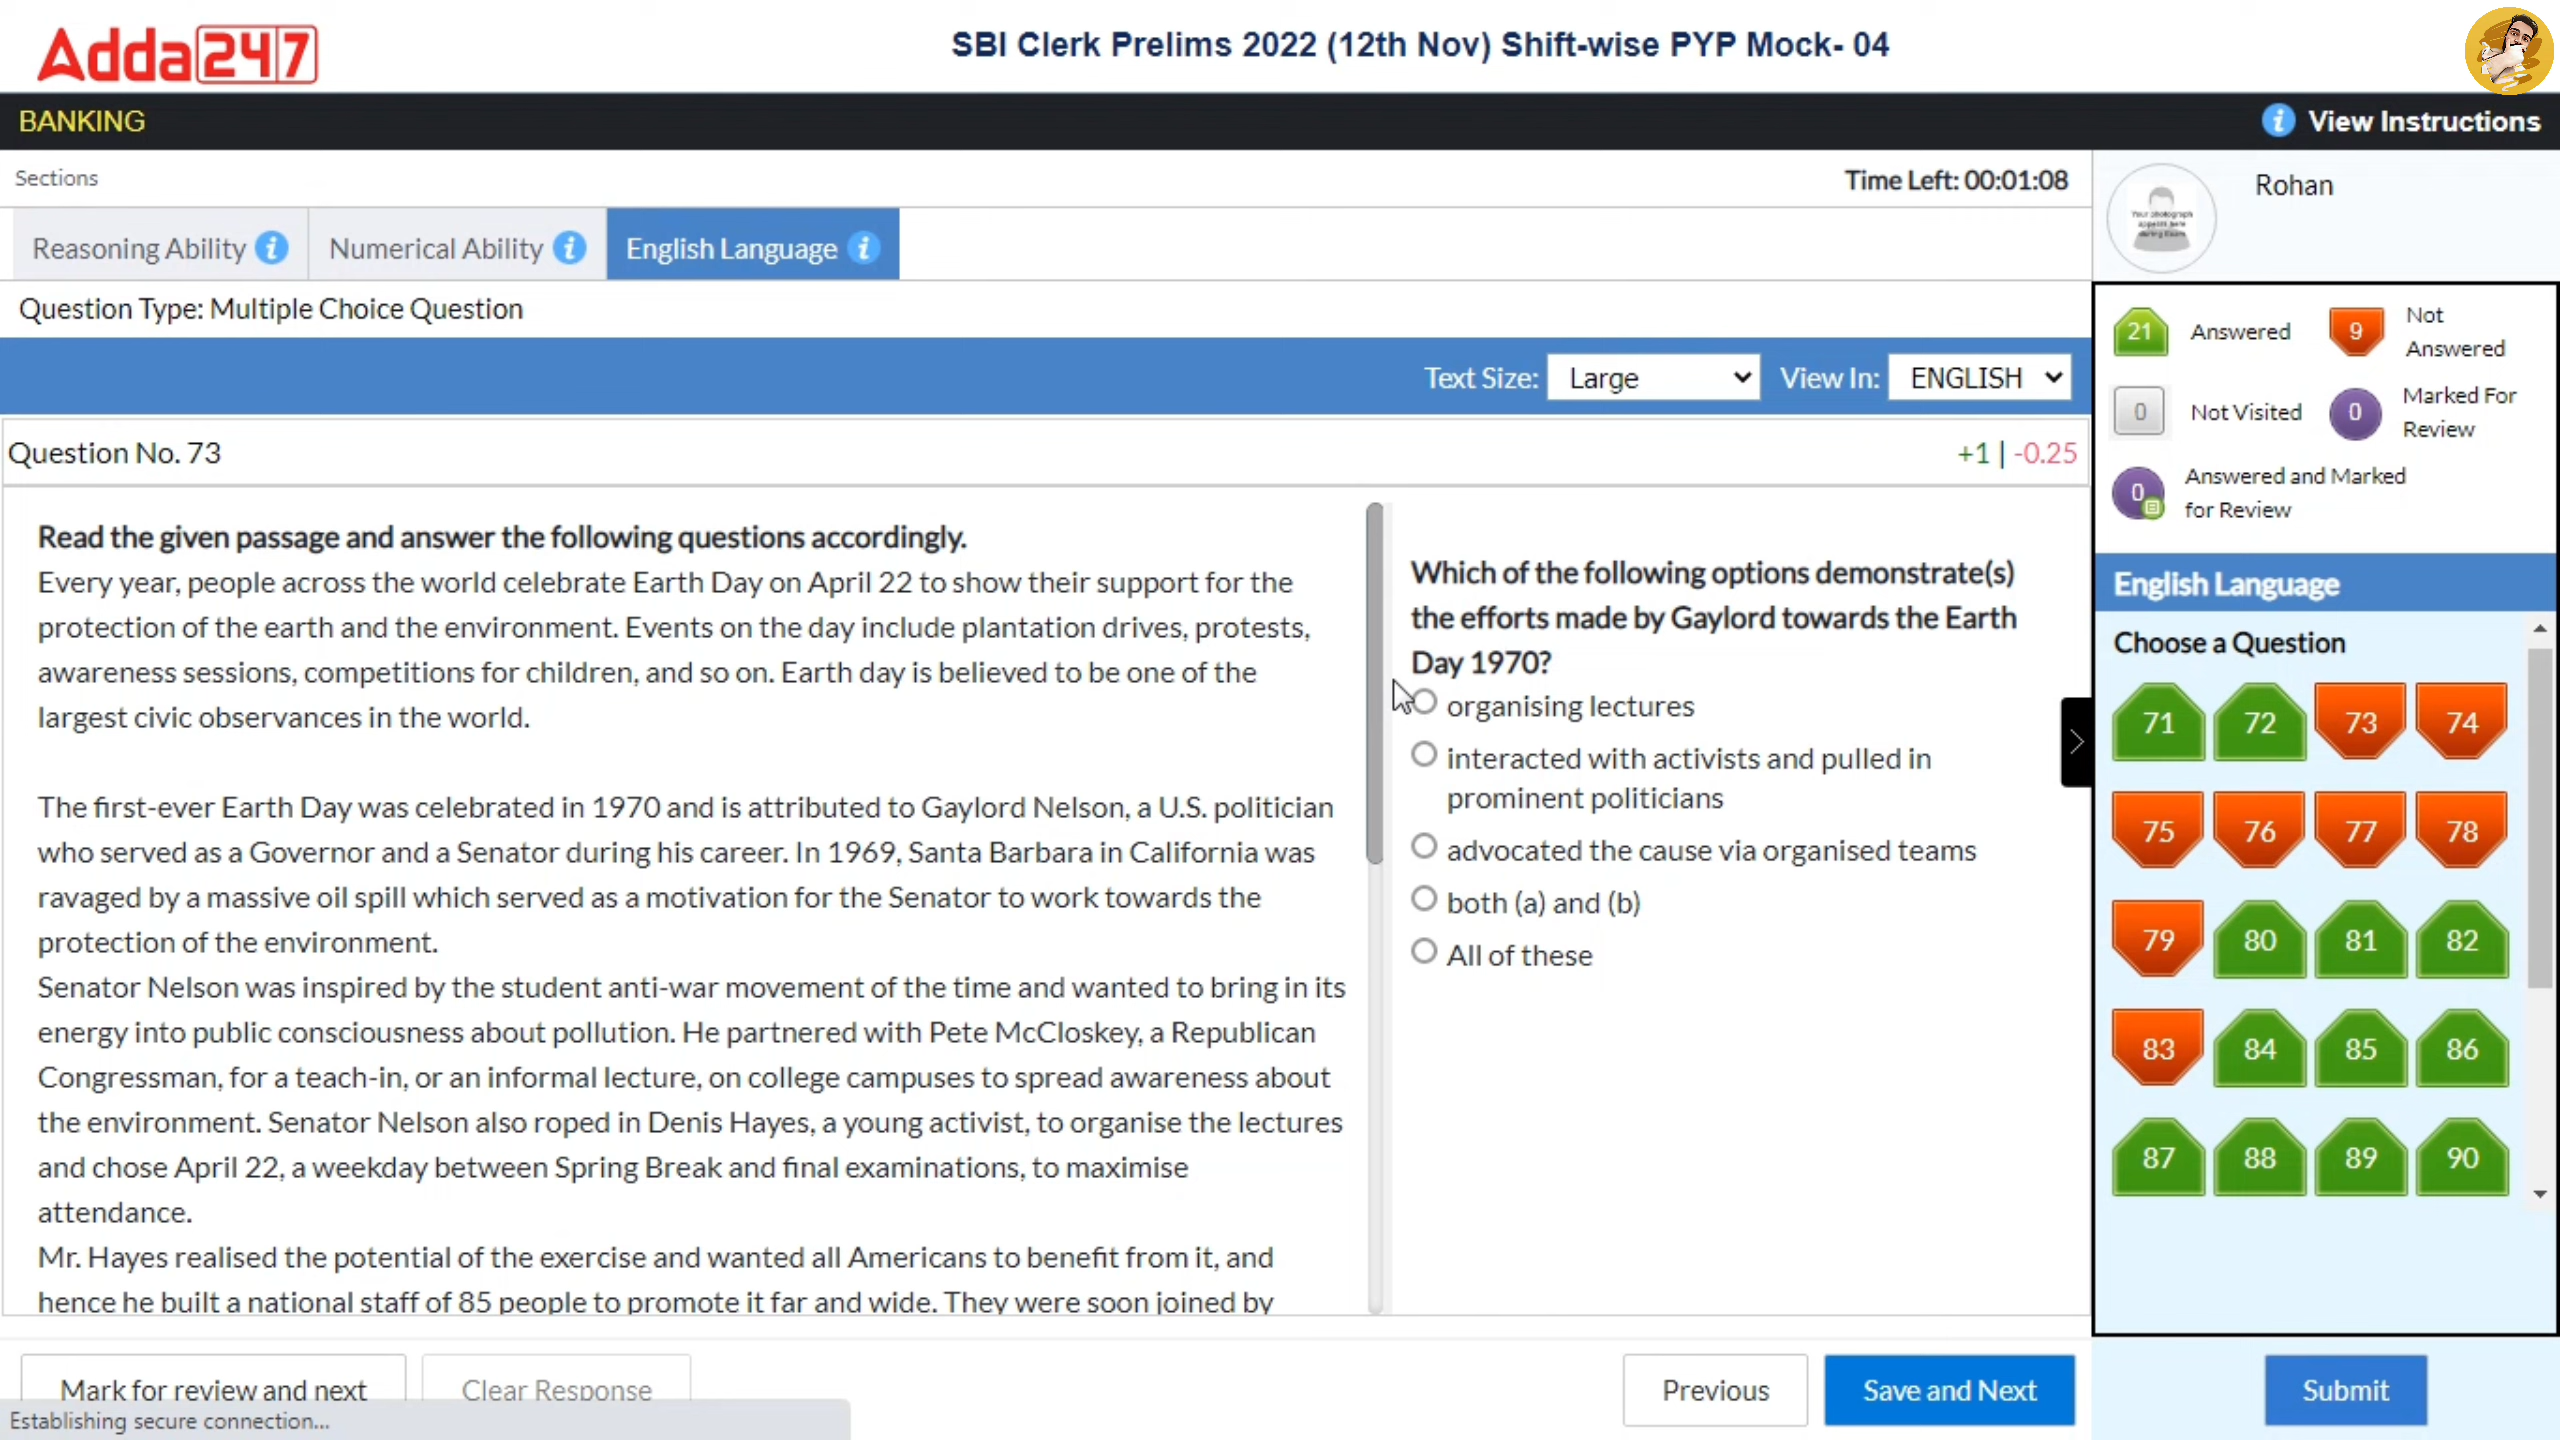 Adda247
SBI Clerk Prelims 2022 (12th Nov) Shift-wise PYP Mock- 04
BANKING
View Instructions
Sections
Time Left: 00:01:08
Rohan
Reasoning Ability
Numerical Ability
English Language
Question Type: Multiple Choice Question
21 Answered
9 Not Answered
0 Not Visited
0 Marked For Review
0 Answered and Marked for Review
Text Size: Large
View In: ENGLISH
Question No. 73
+1 | -0.25
Read the given passage and answer the following questions accordingly.
Every year, people across the world celebrate Earth Day on April 22 to show their support for the
protection of the earth and the environment. Events on the day include plantation drives, protests,
awareness sessions, competitions for children, and so on. Earth day is believed to be one of the
largest civic observances in the world.
The first-ever Earth Day was celebrated in 1970 and is attributed to Gaylord Nelson, a U.S. politician
who served as a Governor and a Senator during his career. In 1969, Santa Barbara in California was
ravaged by a massive oil spill which served as a motivation for the Senator to work towards the
protection of the environment.
Senator Nelson was inspired by the student anti-war movement of the time and wanted to bring in its
energy into public consciousness about pollution. He partnered with Pete McCloskey, a Republican
Congressman, for a teach-in, or an informal lecture, on college campuses to spread awareness about
the environment. Senator Nelson also roped in Denis Hayes, a young activist, to organise the lectures
and chose April 22, a weekday between Spring Break and final examinations, to maximise
attendance.
Mr. Hayes realised the potential of the exercise and wanted all Americans to benefit from it, and
hence he built a national staff of 85 people to promote it far and wide. They were soon joined by
Which of the following options demonstrate(s)
the efforts made by Gaylord towards the Earth
Day 1970?
organising lectures
interacted with activists and pulled in
prominent politicians
advocated the cause via organised teams
both (a) and (b)
All of these
English Language
Choose a Question
71 72 73 74
75 76 77 78
79 80 81 82
83 84 85 86
87 88 89 90
Mark for review and next
Clear Response
Previous
Save and Next
Submit
Establishing secure connection...